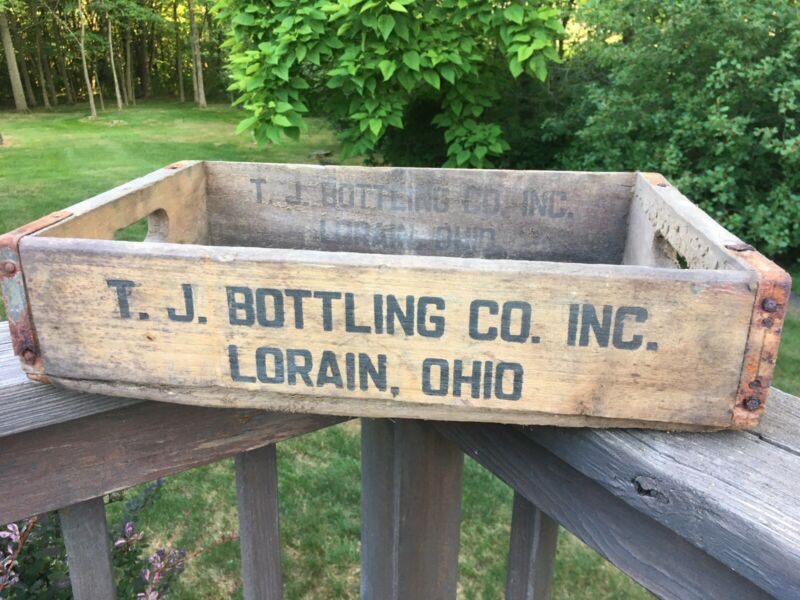 T. J. BOTTLING CO. INC.
LORAIN, OHIO
T. J. BOTTLING CO. INC.
LORAIN, OHIO